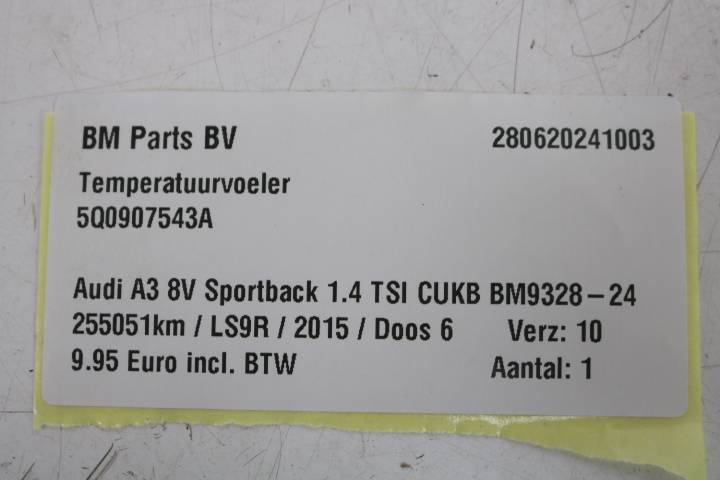 BM Parts BV 280620241003
Temperatuurvoeler
5Q0907543A
Audi A3 8V Sportback 1.4 TSI CUKB BM9328-24
255051km / LS9R / 2015 / Doos 6 Verz: 10
9.95 Euro incl. BTW Aantal: 1